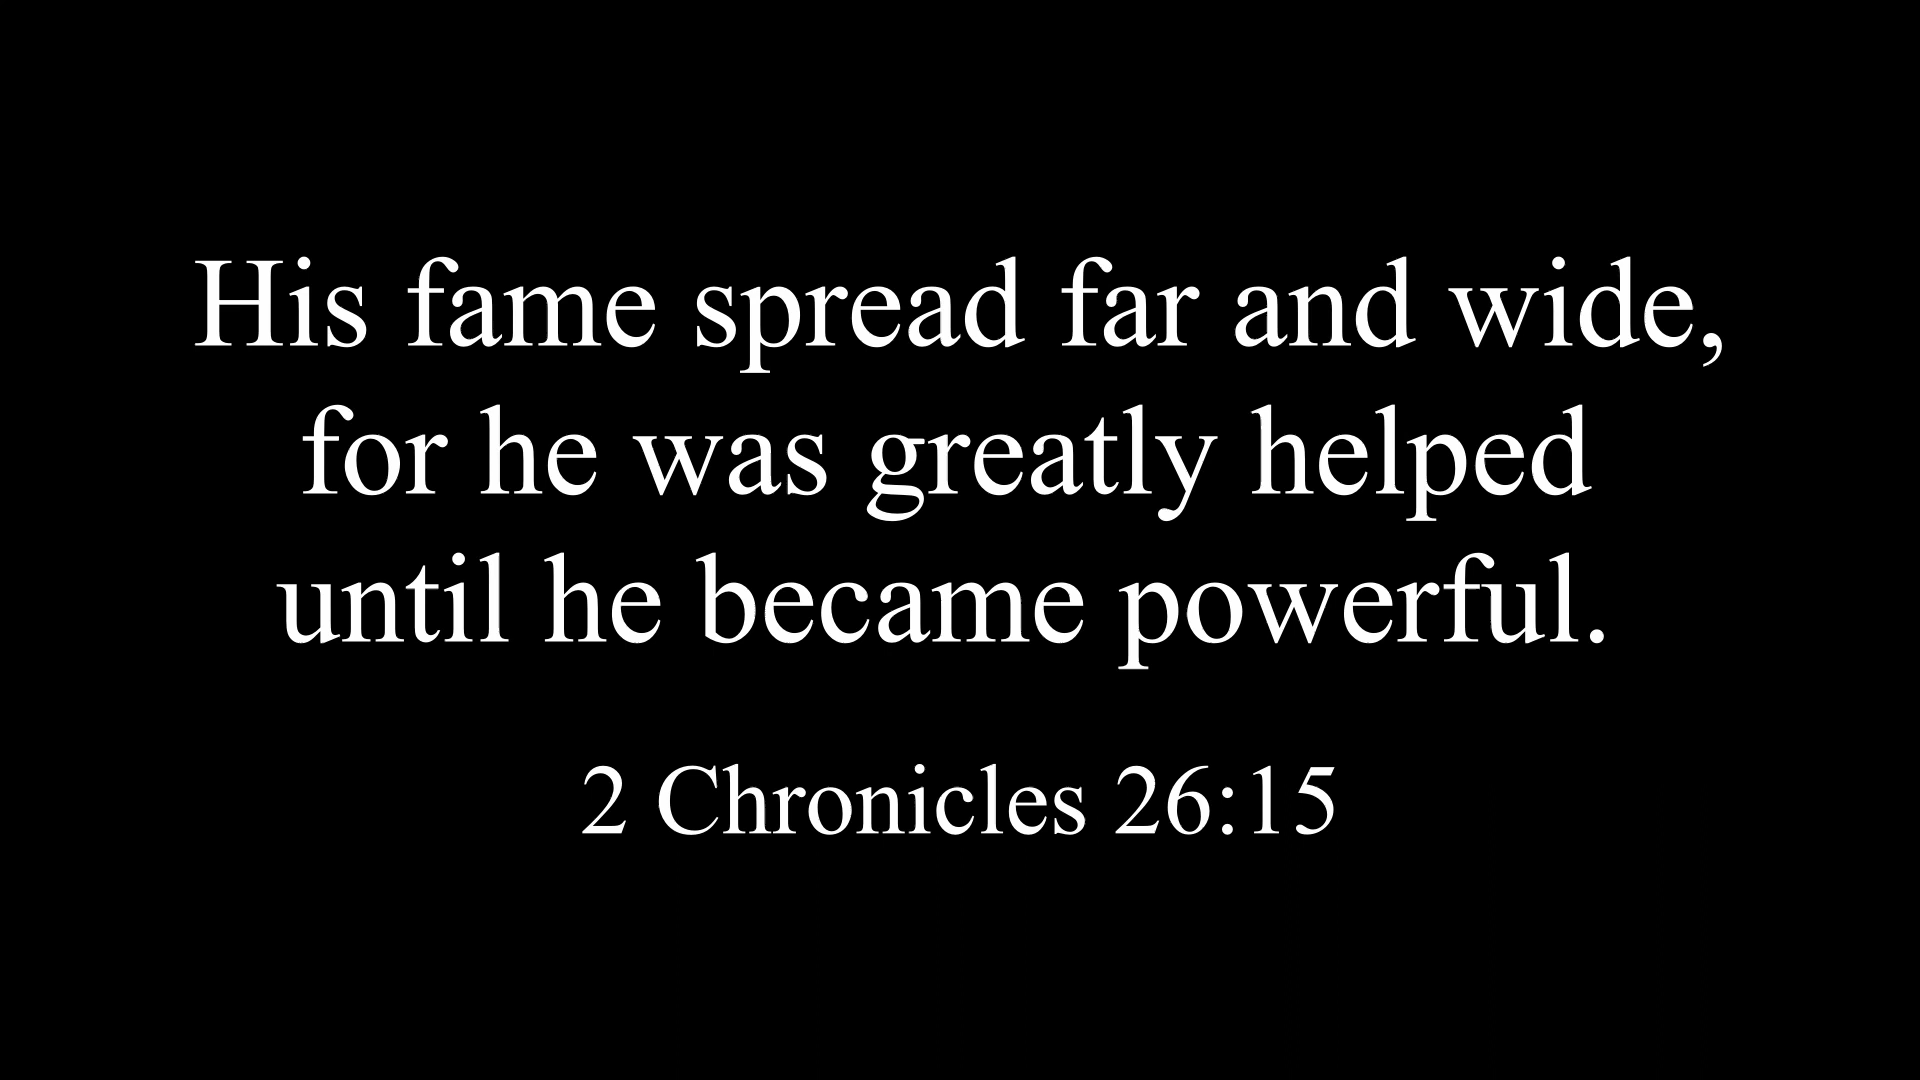 His fame spread far and wide,
for he was greatly helped
until he became powerful.
2 Chronicles 26:15